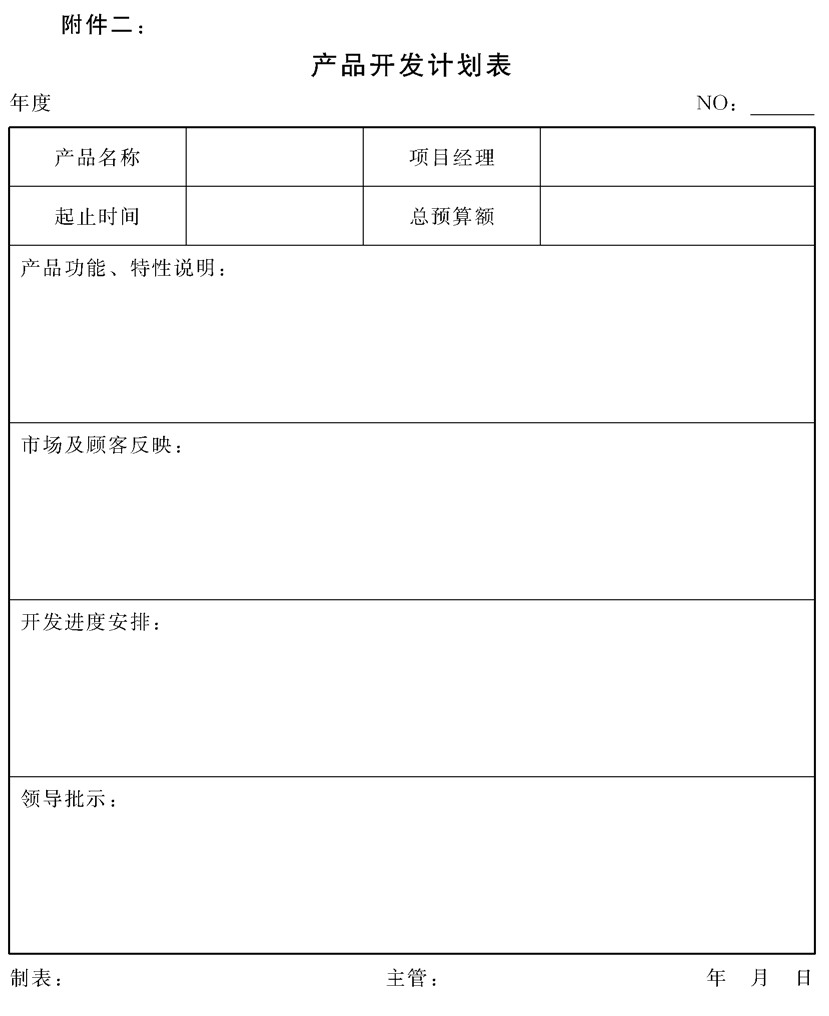 附件二：
产品开发计划表
年度 NO：______
产品名称 项目经理
起止时间 总预算额
产品功能、特性说明：
市场及顾客反映：
开发进度安排：
领导批示：
制表： 主管： 年 月 日